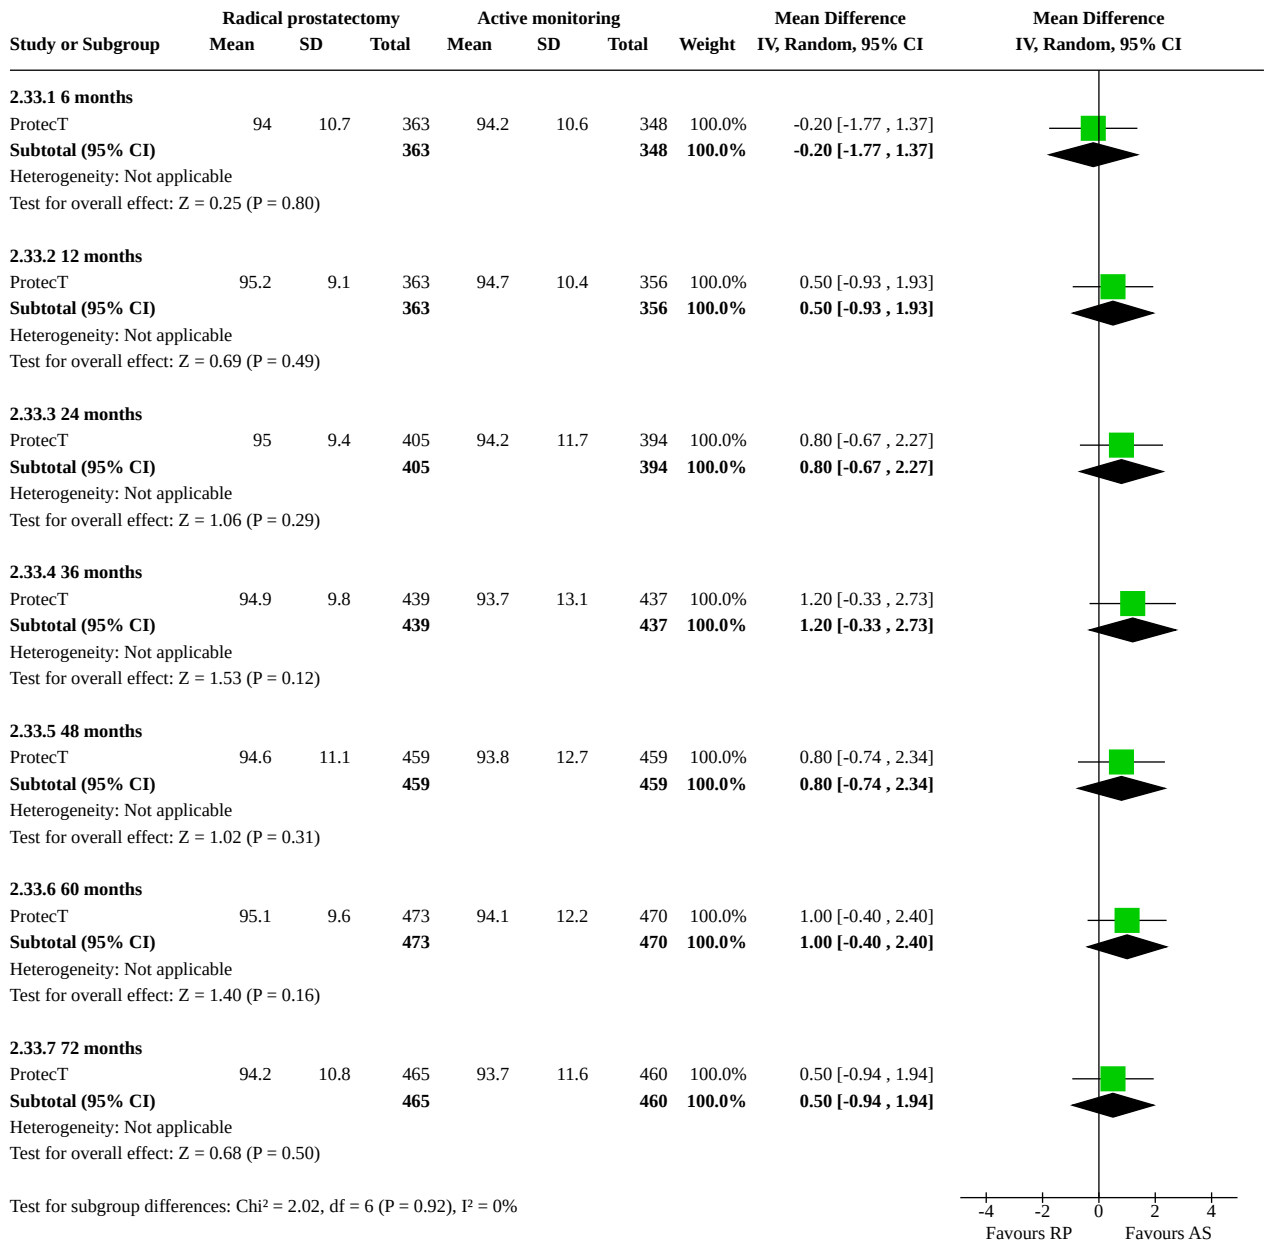 Radical prostatectomy Active monitoring Mean Difference Mean Difference
Study or Subgroup Mean SD Total Mean SD Total Weight IV, Random, 95% CI IV, Random, 95% CI
2.33.1 6 months
ProtecT 94 10.7 363 94.2 10.6 348 100.0% -0.20 [-1.77 , 1.37]
Subtotal (95% CI) 363 348 100.0% -0.20 [-1.77 , 1.37]
Heterogeneity: Not applicable
Test for overall effect: Z = 0.25 (P = 0.80)
2.33.2 12 months
ProtecT 95.2 9.1 363 94.7 10.4 356 100.0% 0.50 [-0.93 , 1.93]
Subtotal (95% CI) 363 356 100.0% 0.50 [-0.93 , 1.93]
Heterogeneity: Not applicable
Test for overall effect: Z = 0.69 (P = 0.49)
2.33.3 24 months
ProtecT 95 9.4 405 94.2 11.7 394 100.0% 0.80 [-0.67 , 2.27]
Subtotal (95% CI) 405 394 100.0% 0.80 [-0.67 , 2.27]
Heterogeneity: Not applicable
Test for overall effect: Z = 1.06 (P = 0.29)
2.33.4 36 months
ProtecT 94.9 9.8 439 93.7 13.1 437 100.0% 1.20 [-0.33 , 2.73]
Subtotal (95% CI) 439 437 100.0% 1.20 [-0.33 , 2.73]
Heterogeneity: Not applicable
Test for overall effect: Z = 1.53 (P = 0.12)
2.33.5 48 months
ProtecT 94.6 11.1 459 93.8 12.7 459 100.0% 0.80 [-0.74 , 2.34]
Subtotal (95% CI) 459 459 100.0% 0.80 [-0.74 , 2.34]
Heterogeneity: Not applicable
Test for overall effect: Z = 1.02 (P = 0.31)
2.33.6 60 months
ProtecT 95.1 9.6 473 94.1 12.2 470 100.0% 1.00 [-0.40 , 2.40]
Subtotal (95% CI) 473 470 100.0% 1.00 [-0.40 , 2.40]
Heterogeneity: Not applicable
Test for overall effect: Z = 1.40 (P = 0.16)
2.33.7 72 months
ProtecT 94.2 10.8 465 93.7 11.6 460 100.0% 0.50 [-0.94 , 1.94]
Subtotal (95% CI) 465 460 100.0% 0.50 [-0.94 , 1.94]
Heterogeneity: Not applicable
Test for overall effect: Z = 0.68 (P = 0.50)
Test for subgroup differences: Chi² = 2.02, df = 6 (P = 0.92), I² = 0%
-4 -2 0 2 4
Favours RP Favours AS